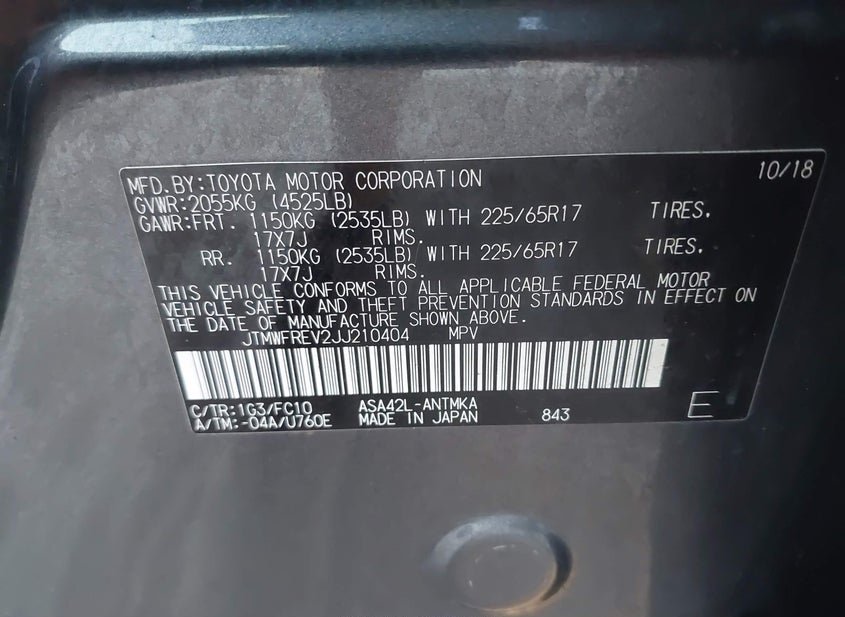 MFD.BY:TOYOTA MOTOR CORPORATION 10/18
GVWR:2055KG (4525LB)
GAWR:FRT. 1150KG (2535LB) WITH 225/65R17 TIRES.
17X7J RIMS.
RR. 1150KG (2535LB) WITH 225/65R17 TIRES.
17X7J RIMS.
THIS VEHICLE CONFORMS TO ALL APPLICABLE FEDERAL MOTOR
VEHICLE SAFETY AND THEFT PREVENTION STANDARDS IN EFFECT ON
THE DATE OF MANUFACTURE SHOWN ABOVE.
JTMWFREV2JJ210404 MPV
C/TR:1G3/FC10 ASA42L-ANTMKA
A/TM:-04A/U760E MADE IN JAPAN 843 E